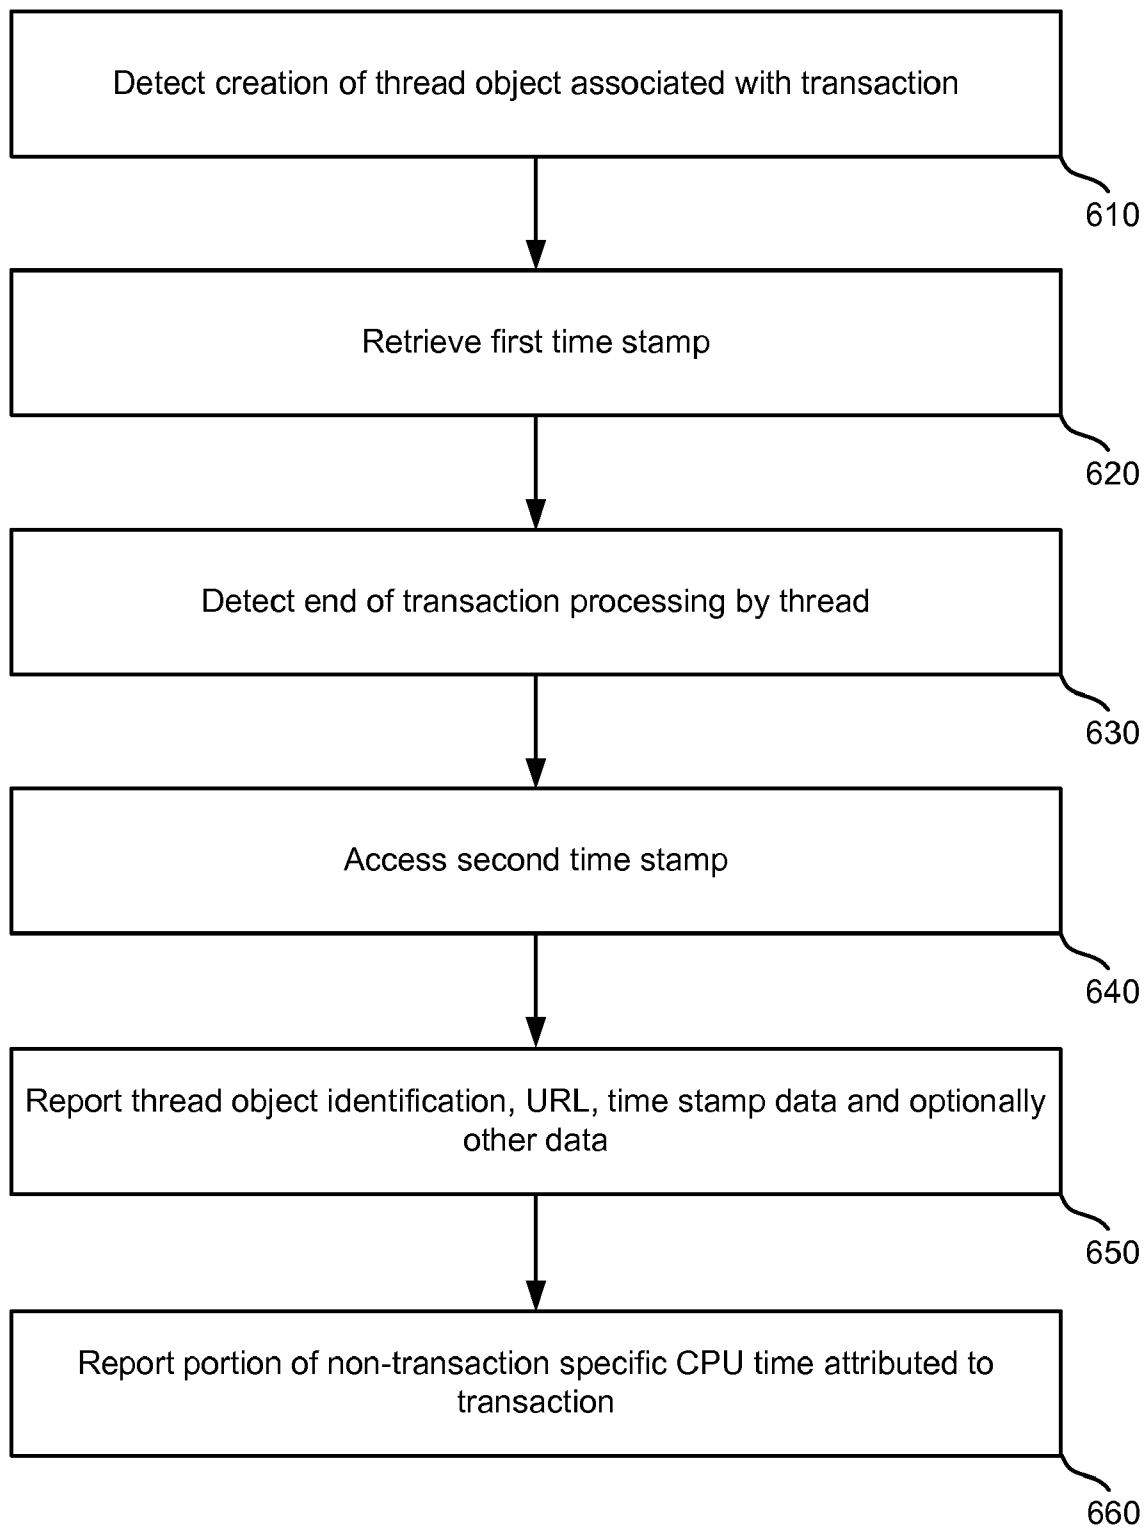 Detect creation of thread object associated with transaction
610
Retrieve first time stamp
620
Detect end of transaction processing by thread
630
Access second time stamp
640
Report thread object identification, URL, time stamp data and optionally
other data
650
Report portion of non-transaction specific CPU time attributed to
transaction
660